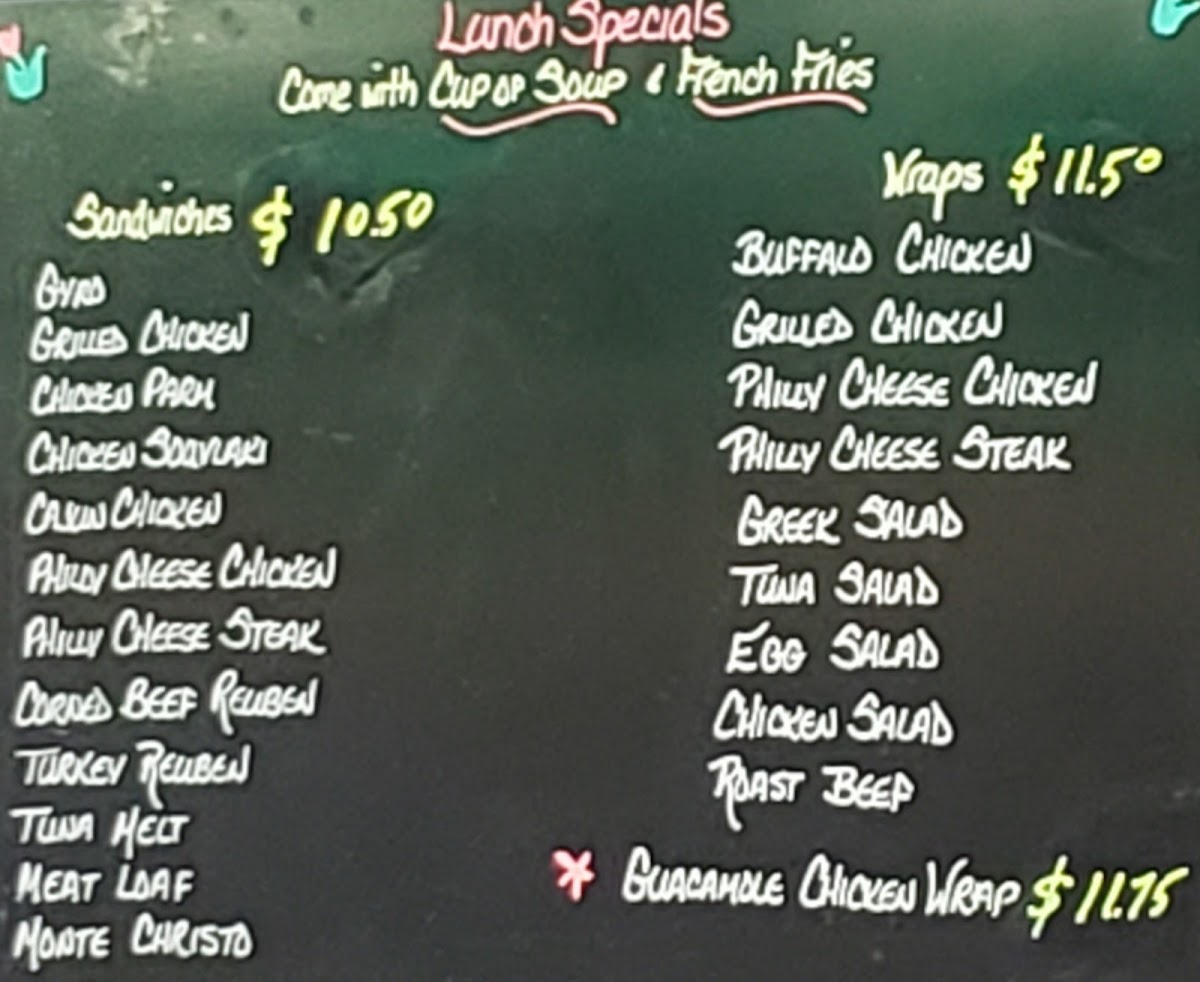 Lunch Specials
Come with Cup of Soup & French Fries
Sandwiches $ 10.50
GYRO
GRILLED CHICKEN
CHICKEN PARM
CHICKEN SOUVLAKI
CAJUN CHICKEN
PHILLY CHEESE CHICKEN
PHILLY CHEESE STEAK
CORNED BEEF REUBEN
TURKEY REUBEN
TUNA MELT
MEAT LOAF
MONTE CHRISTO
Wraps $11.50
BUFFALO CHICKEN
GRILLED CHICKEN
PHILLY CHEESE CHICKEN
PHILLY CHEESE STEAK
GREEK SALAD
TUNA SALAD
EGG SALAD
CHICKEN SALAD
ROAST BEEF
* GUACAMOLE CHICKEN WRAP $11.75